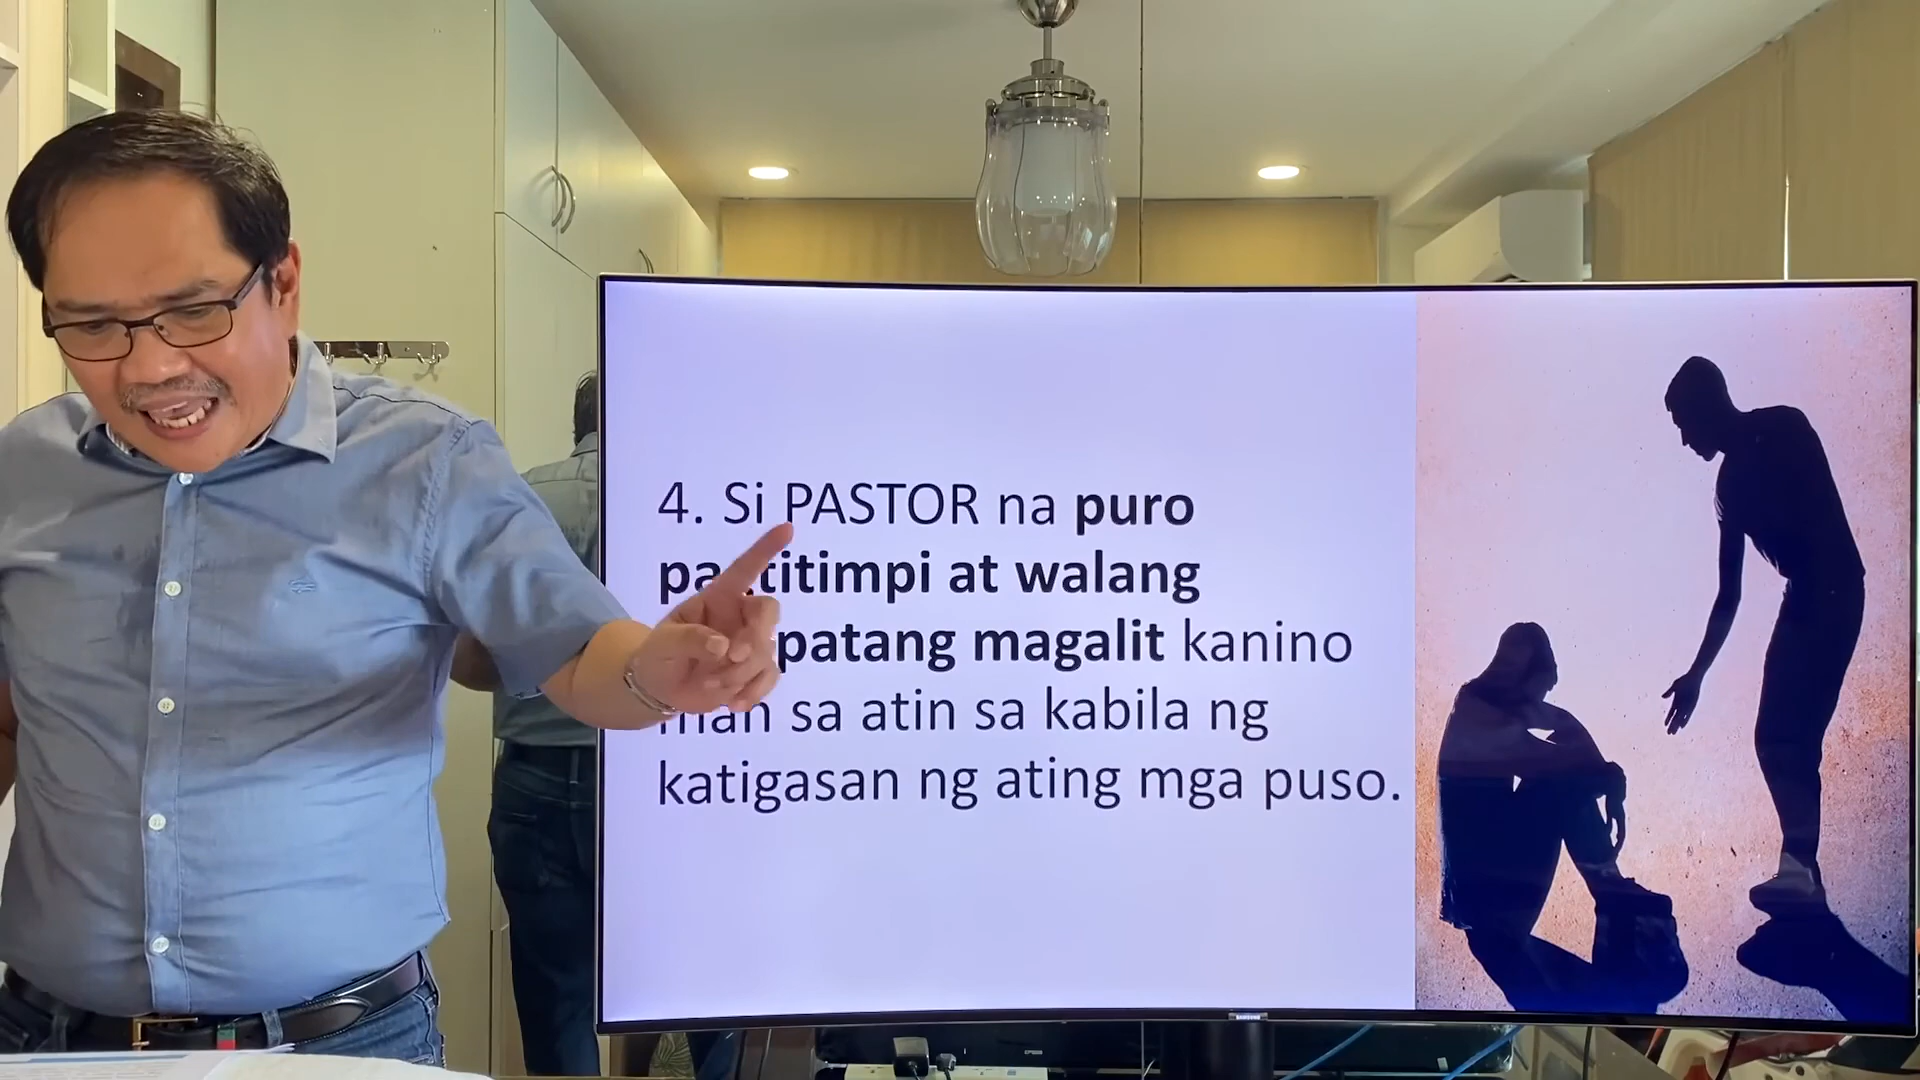 4. Si PASTOR na puro
at walang
magalit kanino
sa atin sa kabila ng
katigasan ng ating mga puso.
SAMSUNG